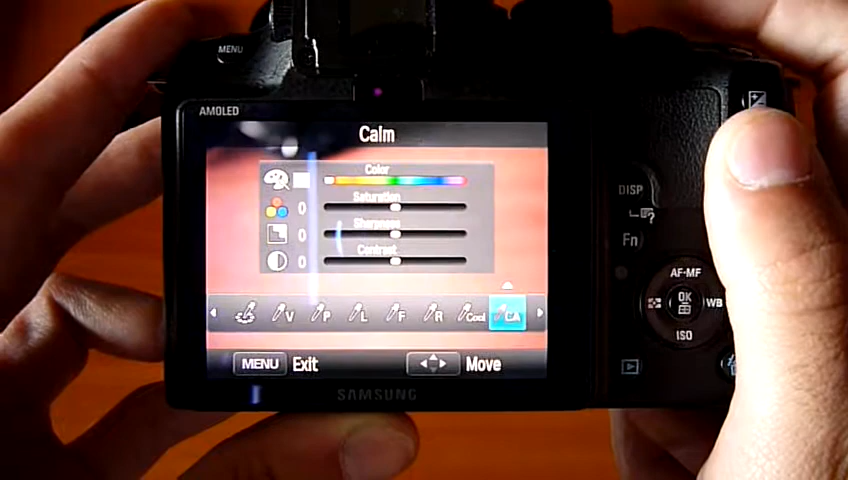 MENU
AMOLED
Calm
Color
Saturation
0
Sharpness
0
Contrast
0
V
P
L
F
R
Cool
CA
MENU Exit
Move
SAMSUNG
DISP
Fn
AF-MF
OK
WB
ISO